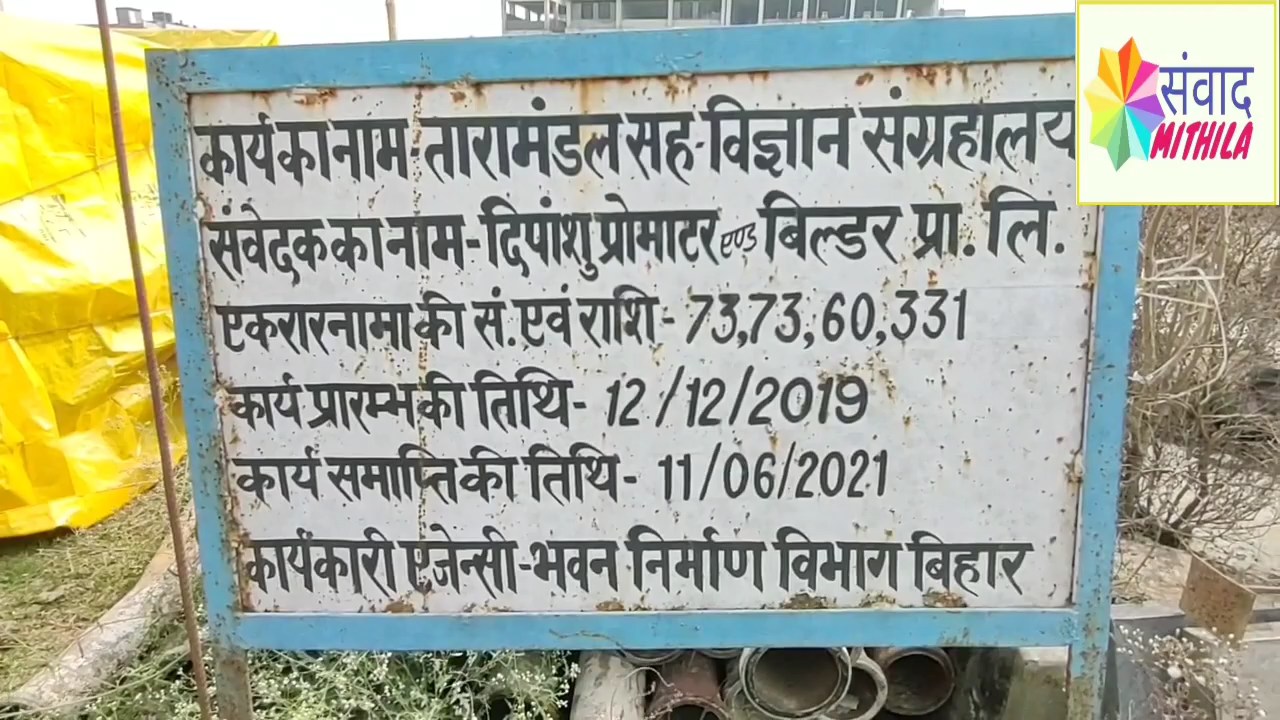 कार्य का नाम-तारामंडल सह-विज्ञान संग्रहालय
संवेदक का नाम-दिपांशु प्रोमाटर एण्ड बिल्डर प्रा. लि.
एकरारनामा की सं. एवं राशि-73,73,60,331
कार्य प्रारम्भ की तिथि- 12/12/2019
कार्य समाप्ति की तिथि- 11/06/2021
कार्यकारी एजेन्सी-भवन निर्माण विभाग बिहार
संवाद
MITHILA